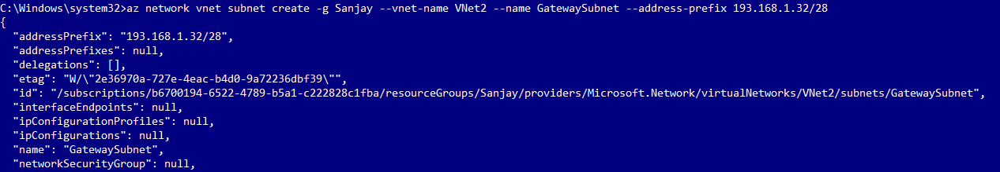 C:\Windows\system32>az network vnet subnet create -g Sanjay --vnet-name VNet2 --name GatewaySubnet --address-prefix 193.168.1.32/28
{
  "addressPrefix": "193.168.1.32/28",
  "addressPrefixes": null,
  "delegations": [],
  "etag": "W/\"2e36970a-727e-4eac-b4d0-9a72236dbf39\"",
  "id": "/subscriptions/b6700194-6522-4789-b5a1-c222828c1fba/resourceGroups/Sanjay/providers/Microsoft.Network/virtualNetworks/VNet2/subnets/GatewaySubnet",
  "interfaceEndpoints": null,
  "ipConfigurationProfiles": null,
  "ipConfigurations": null,
  "name": "GatewaySubnet",
  "networkSecurityGroup": null,